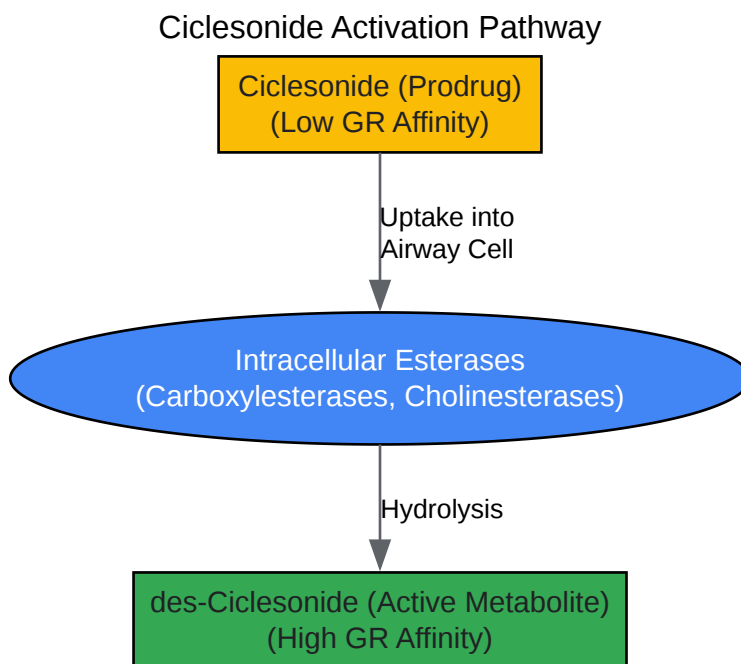 Ciclesonide Activation Pathway
Ciclesonide (Prodrug)
(Low GR Affinity)
Uptake into
Airway Cell
Intracellular Esterases
(Carboxylesterases, Cholinesterases)
Hydrolysis
des-Ciclesonide (Active Metabolite)
(High GR Affinity)